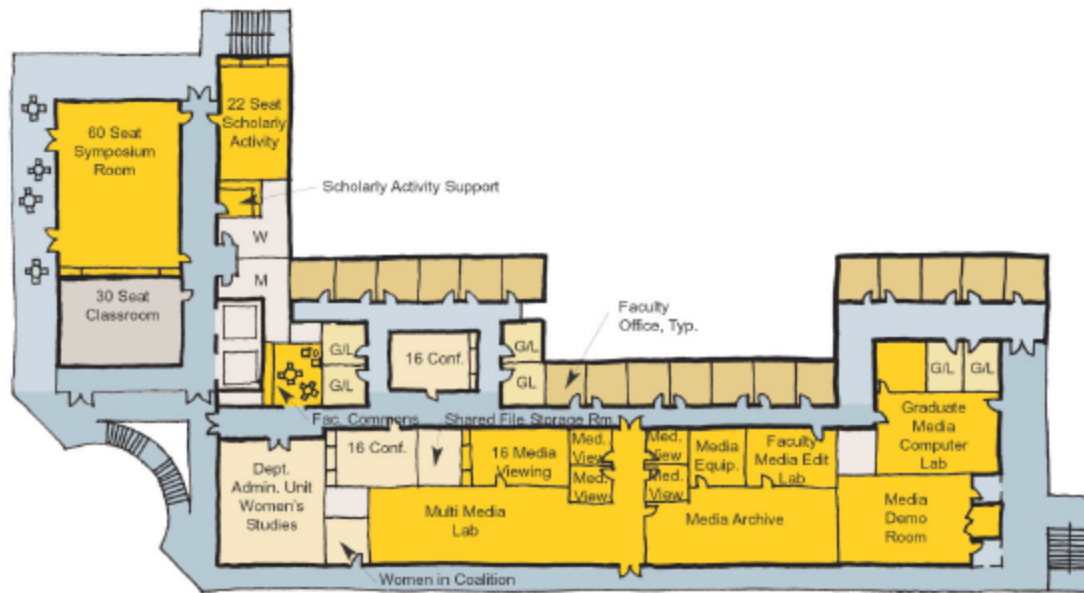 60 Seat
Symposium
Room
22 Seat
Scholarly
Activity
Scholarly Activity Support
W
M
30 Seat
Classroom
Faculty
Office, Typ.
G/L
G/L
16 Conf.
G/L
GL
G/L
G/L
Fac. Commons
Shared File Storage Rm.
Graduate
Media
Computer
Lab
Dept.
Admin. Unit
Women's
Studies
16 Conf.
16 Media
Viewing
Med.
View
Med.
View
Med.
View
Med.
View
Media
Equip.
Faculty
Media Edit
Lab
Multi Media
Lab
Media Archive
Media
Demo
Room
Women in Coalition